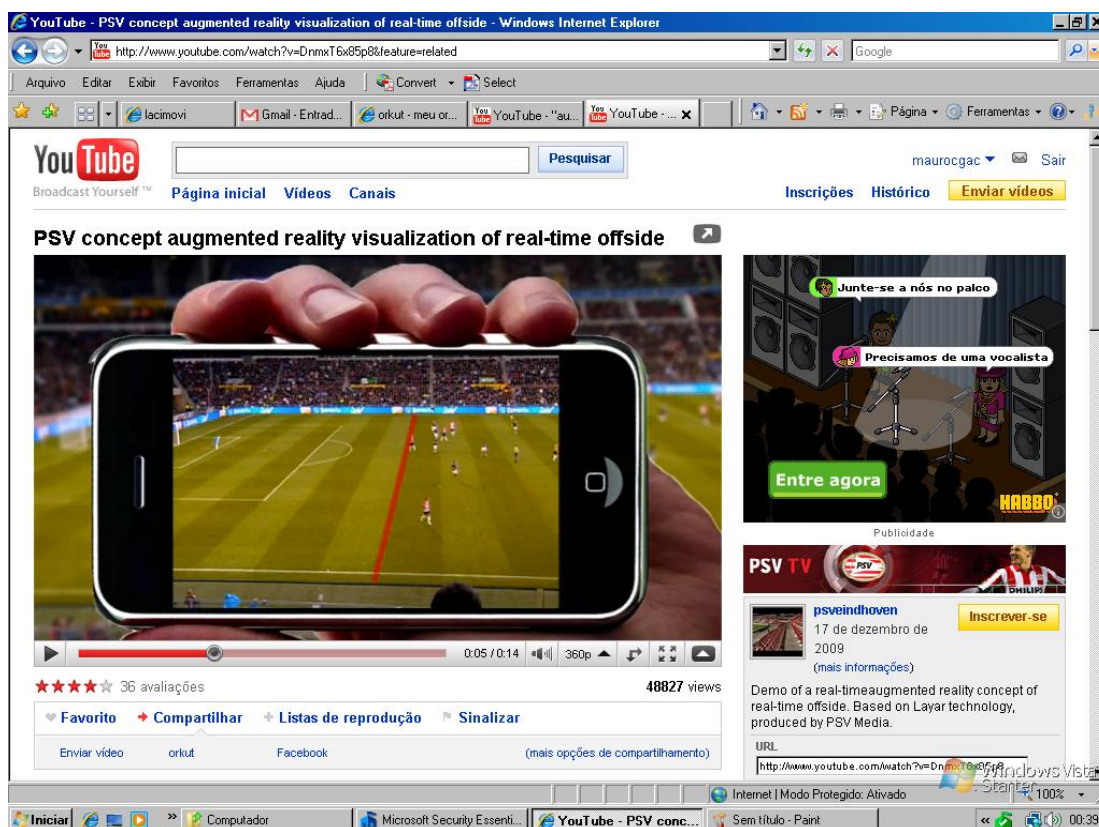 YouTube - PSV concept augmented reality visualization of real-time offside - Windows Internet Explorer
http://www.youtube.com/watch?v=DnmxT6x85p8&feature=related
Google
Arquivo Editar Exibir Favoritos Ferramentas Ajuda Convert Select
lacimovi Gmail - Entrad... orkut - meu or... YouTube - "au... YouTube - ... Página Ferramentas
You Tube
Broadcast Yourself ™
Pesquisar
maurocgac Sair
Página inicial Vídeos Canais
Inscrições Histórico Enviar vídeos
PSV concept augmented reality visualization of real-time offside
Junte-se a nós no palco
Precisamos de uma vocalista
Entre agora
HABBO
Publicidade
PSV TV
PSV
PHILIPS
psveindhoven
17 de dezembro de
2009
(mais informações)
Inscrever-se
Demo of a real-timeaugmented reality concept of
real-time offside. Based on Layar technology,
produced by PSV Media.
URL
http://www.youtube.com/watch?v=DnmxT6x85p8
0:05 / 0:14 360p
36 avaliações 48827 views
Favorito Compartilhar Listas de reprodução Sinalizar
Enviar vídeo orkut Facebook (mais opções de compartilhamento)
Windows Vista
Starter
Internet | Modo Protegido: Ativado 100%
Iniciar Computador Microsoft Security Essenti... YouTube - PSV conc... Sem título - Paint 00:39